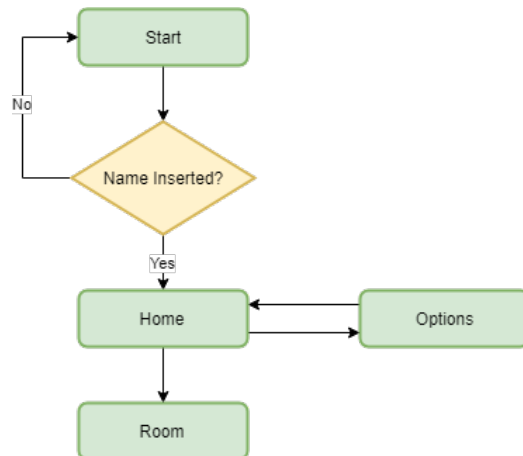 Start
No
Name Inserted?
Yes
Home
Options
Room